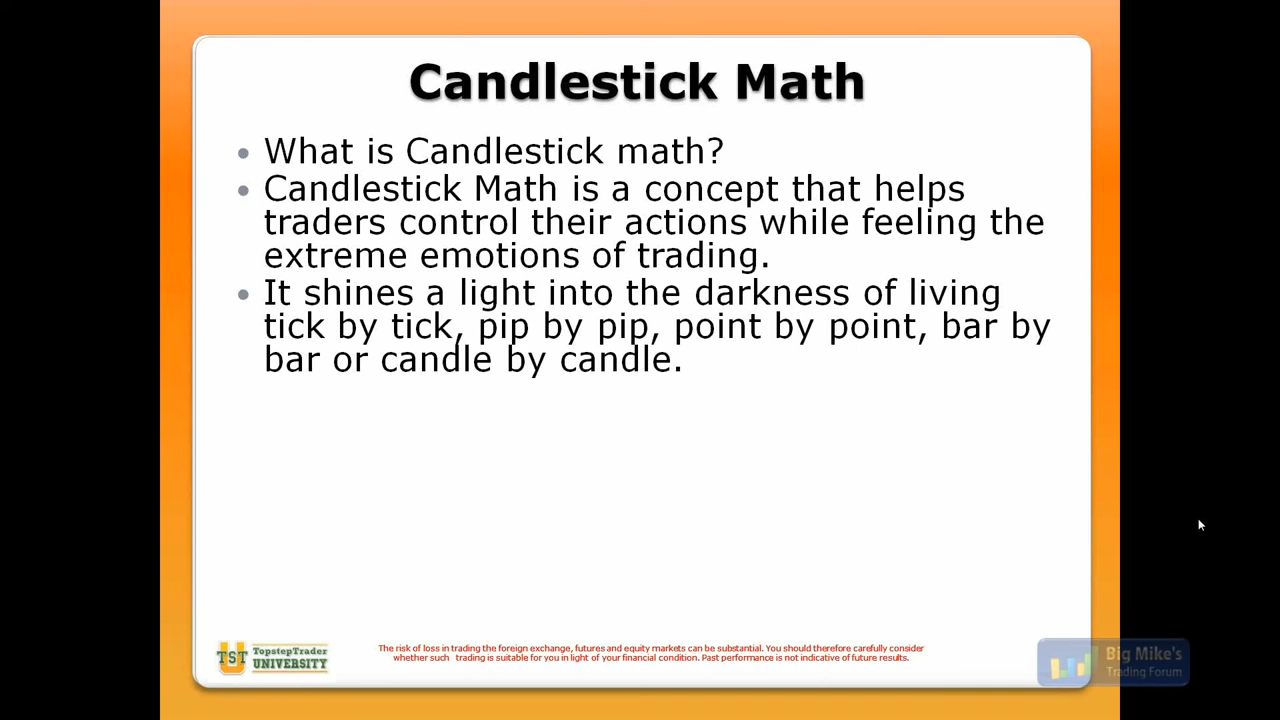 Candlestick Math
• What is Candlestick math?
• Candlestick Math is a concept that helps
traders control their actions while feeling the
extreme emotions of trading.
• It shines a light into the darkness of living
tick by tick, pip by pip, point by point, bar by
bar or candle by candle.
U
TST
TopstepTrader
UNIVERSITY
The risk of loss in trading the foreign exchange, futures and equity markets can be substantial. You should therefore carefully consider
whether such trading is suitable for you in light of your financial condition. Past performance is not indicative of future results.
Big Mike's
Trading Forum